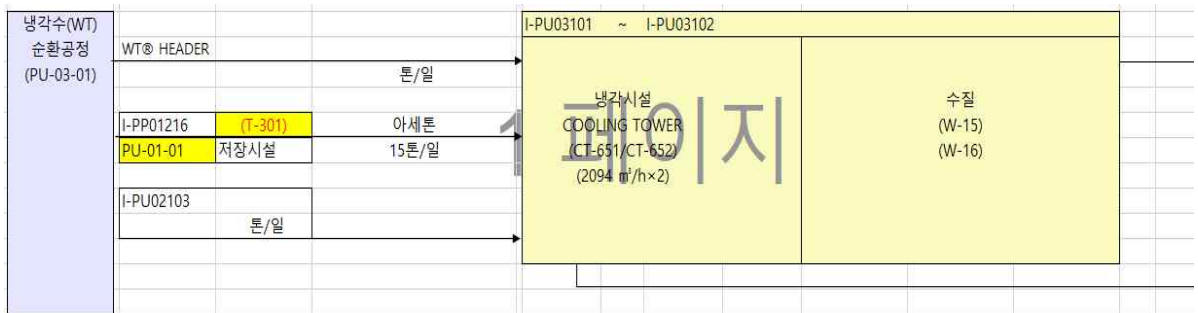 냉각수(WT)
순환공정
(PU-03-01)
WT® HEADER
톤/일
I-PP01216 (T-301) 아세톤
PU-01-01 저장시설 15톤/일
I-PU02103
톤/일
I-PU03101 ~ I-PU03102
냉각시설
COOLING TOWER
(CT-651/CT-652)
(2094 ㎥/h×2)
수질
(W-15)
(W-16)
1 페이지